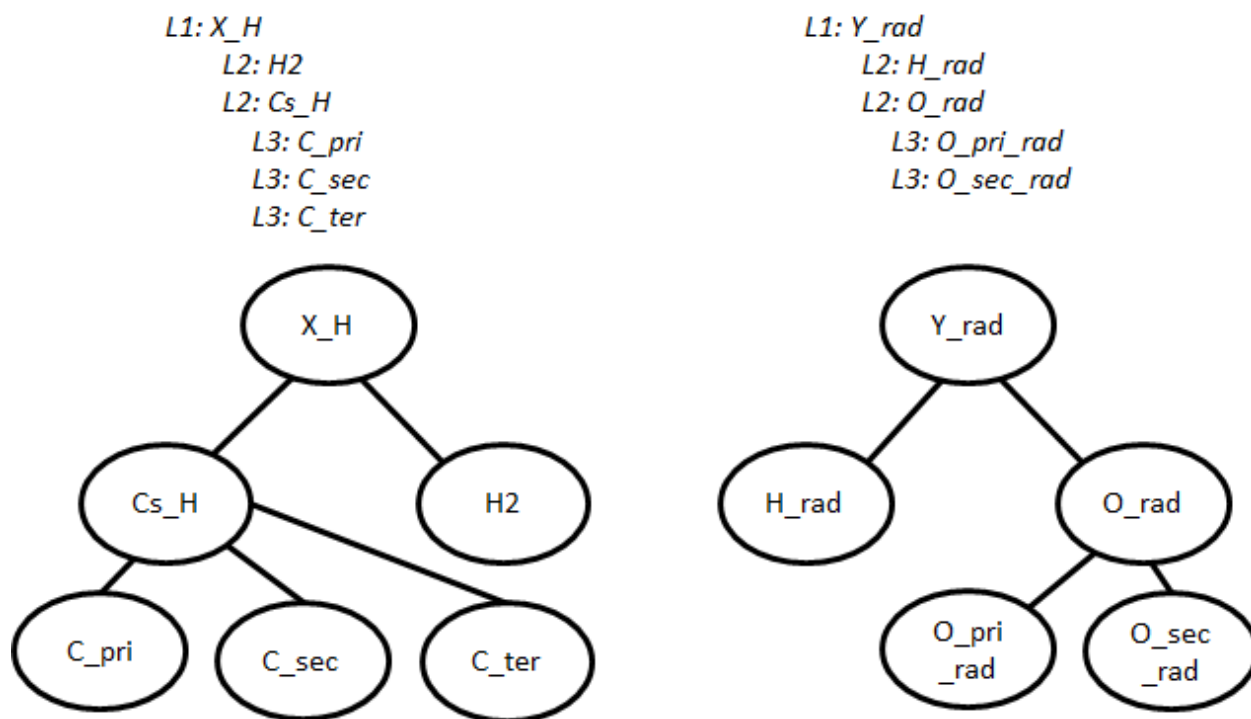 L1: X_H
L2: H2
L2: Cs_H
L3: C_pri
L3: C_sec
L3: C_ter
L1: Y_rad
L2: H_rad
L2: O_rad
L3: O_pri_rad
L3: O_sec_rad
X_H
Cs_H
H2
C_pri
C_sec
C_ter
Y_rad
H_rad
O_rad
O_pri
_rad
O_sec
_rad